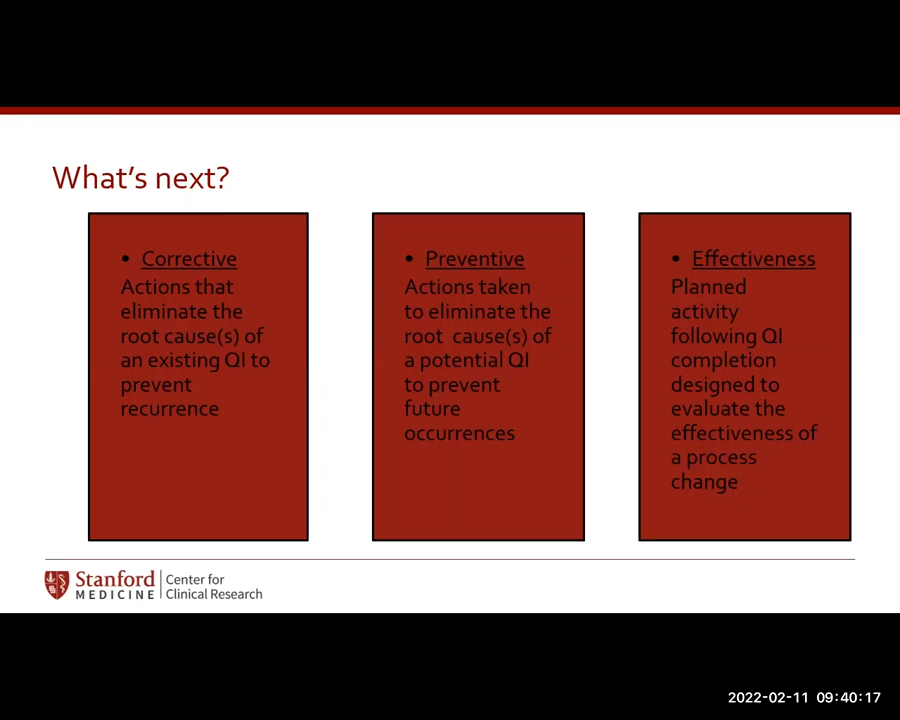 What's next?
• Corrective
Actions that
eliminate the
root cause(s) of
an existing QI to
prevent
recurrence
• Preventive
Actions taken
to eliminate the
root cause(s) of
a potential QI
to prevent
future
occurrences
• Effectiveness
Planned
activity
following QI
completion
designed to
evaluate the
effectiveness of
a process
change
Stanford
MEDICINE
Center for
Clinical Research
2022-02-11 09:40:17